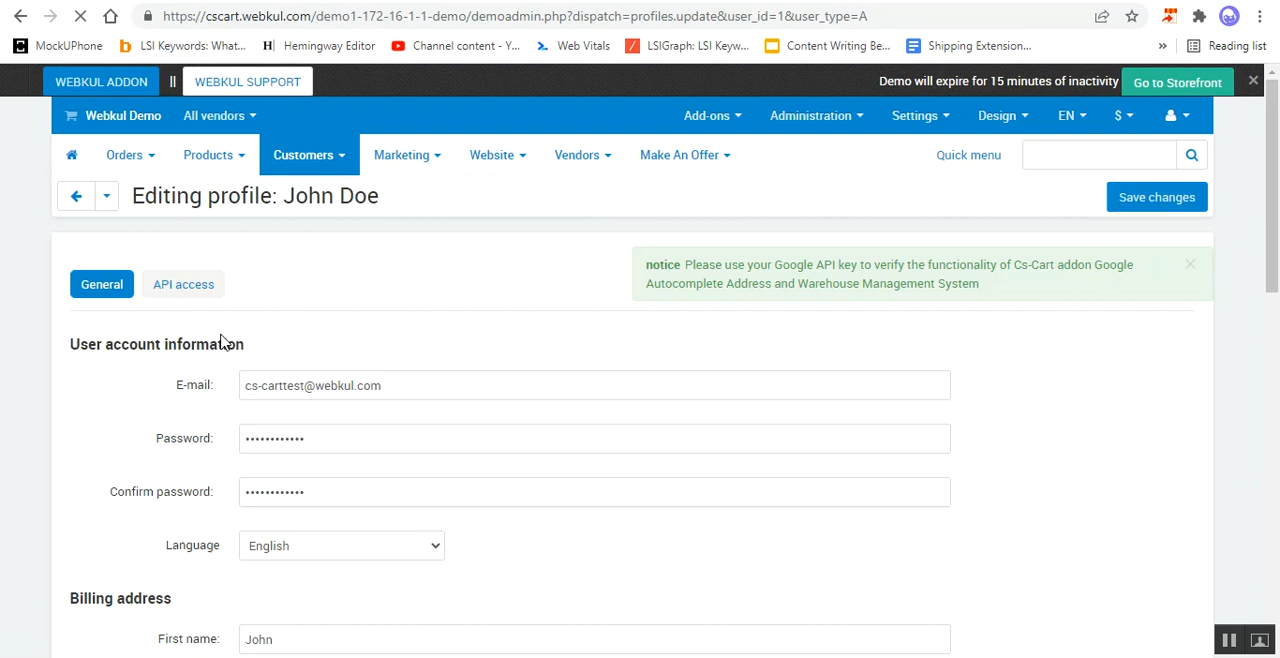 https://cscart.webkul.com/demo1-172-16-1-1-demo/demoadmin.php?dispatch=profiles.update&user_id=1&user_type=A
MockUPhone LSI Keywords: What... Hemingway Editor Channel content - Y... Web Vitals LSIGraph: LSI Keyw... Content Writing Be... Shipping Extension... » Reading list
WEBKUL ADDON || WEBKUL SUPPORT Demo will expire for 15 minutes of inactivity Go to Storefront
Webkul Demo All vendors Add-ons Administration Settings Design EN $
Orders Products Customers Marketing Website Vendors Make An Offer Quick menu
Editing profile: John Doe Save changes
notice Please use your Google API key to verify the functionality of Cs-Cart addon Google
Autocomplete Address and Warehouse Management System
General API access
User account information
E-mail: cs-carttest@webkul.com
Password: ••••••••••••
Confirm password: ••••••••••••
Language English
Billing address
First name: John